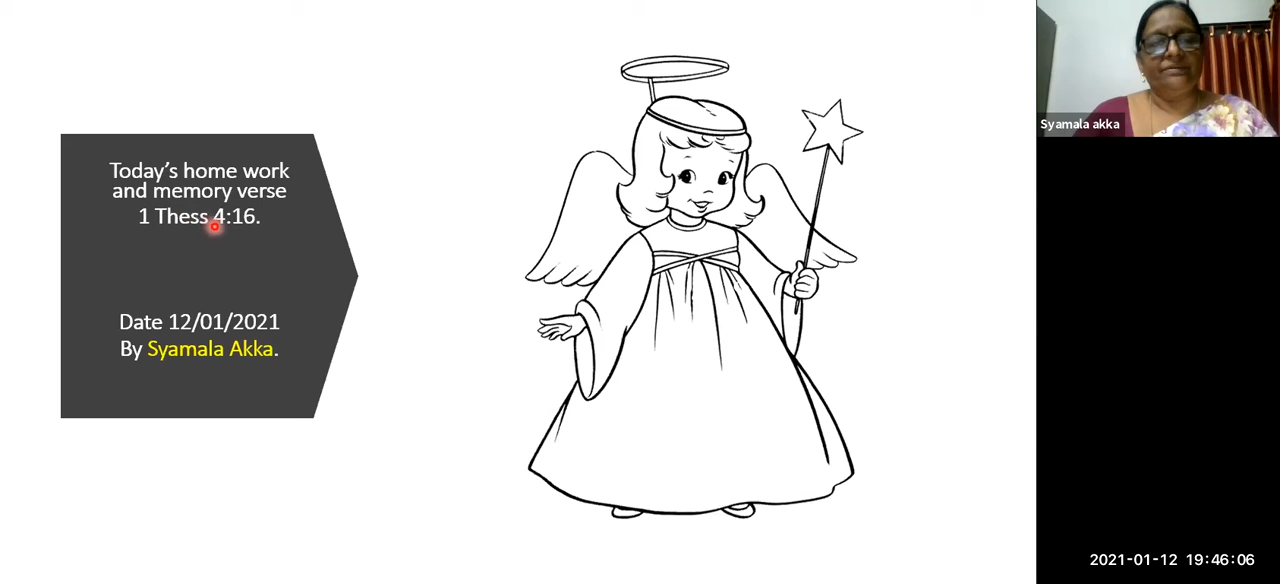 Today's home work
and memory verse
1 Thess 4:16.
Date 12/01/2021
By Syamala Akka.
Syamala akka
2021-01-12 19:46:06